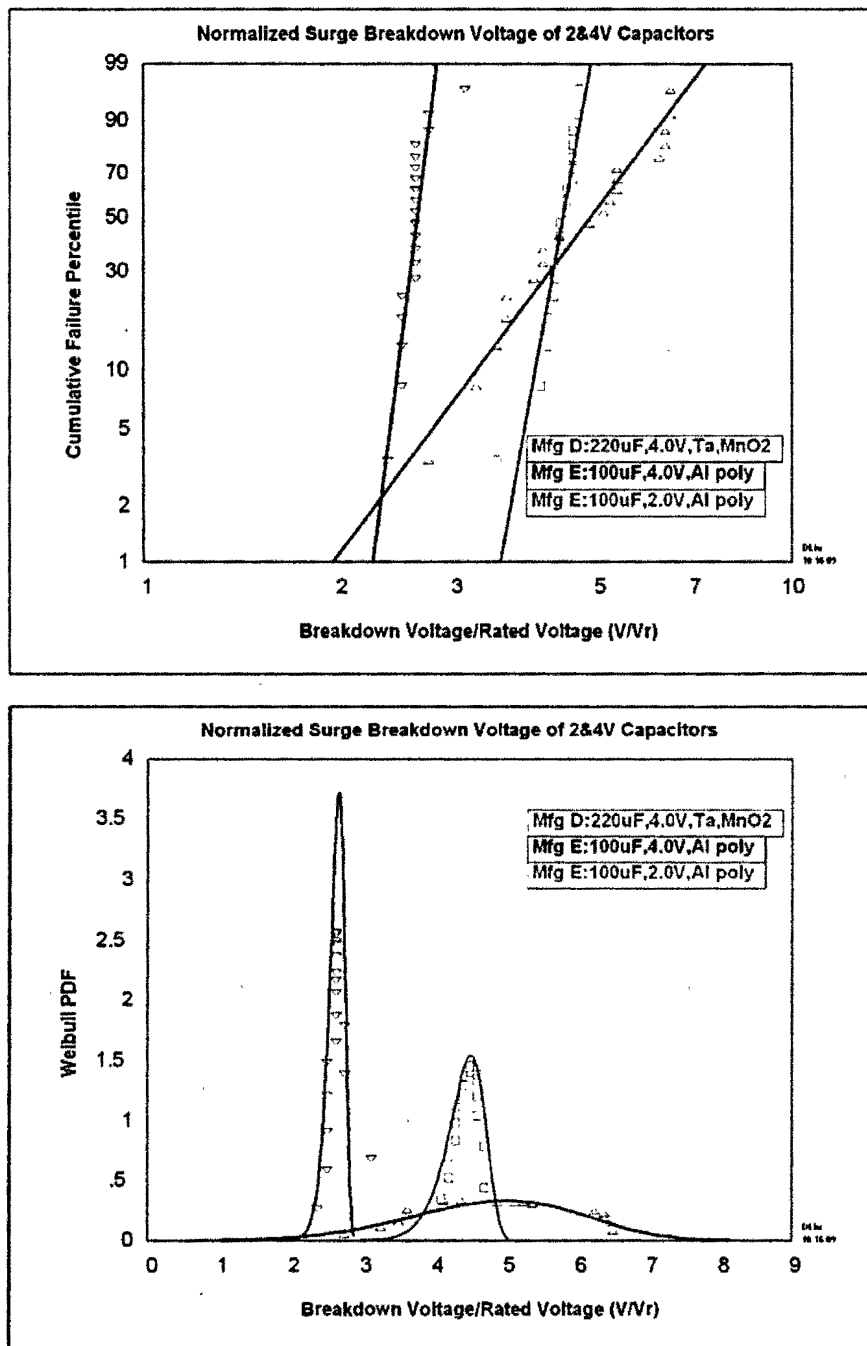 Normalized Surge Breakdown Voltage of 2&4V Capacitors
99
90
70
50
30
10
5
2
1
Cumulative Failure Percentile
Mfg D:220uF,4.0V,Ta,MnO2
Mfg E:100uF,4.0V,Al poly
Mfg E:100uF,2.0V,Al poly
1 2 3 5 7 10
Breakdown Voltage/Rated Voltage (V/Vr)
Normalized Surge Breakdown Voltage of 2&4V Capacitors
4
3.5
3
2.5
2
1.5
1
.5
0
Weibull PDF
Mfg D:220uF,4.0V,Ta,MnO2
Mfg E:100uF,4.0V,Al poly
Mfg E:100uF,2.0V,Al poly
0 1 2 3 4 5 6 7 8 9
Breakdown Voltage/Rated Voltage (V/Vr)